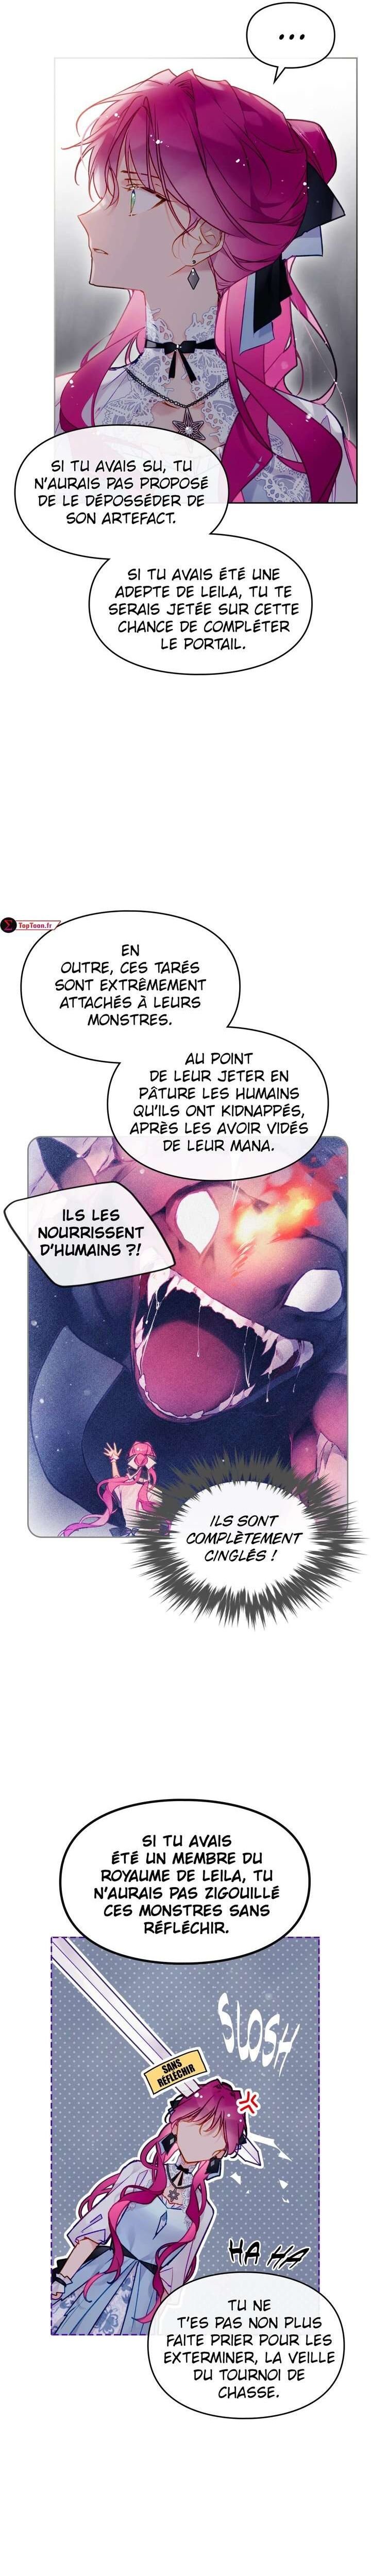 ...
SI TU AVAIS SU, TU
N'AURAIS PAS PROPOSÉ
DE LE DÉPOSSÉDER DE
SON ARTEFACT.
SI TU AVAIS ÉTÉ UNE
ADEPTE DE LEILA, TU TE
SERAIS JETÉE SUR CETTE
CHANCE DE COMPLÉTER
LE PORTAIL.
TopToon.fr
EN
OUTRE, CES TARÉS
SONT EXTRÊMEMENT
ATTACHÉS À LEURS
MONSTRES.
AU POINT
DE LEUR JETER EN
PÂTURE LES HUMAINS
QU'ILS ONT KIDNAPPÉS,
APRÈS LES AVOIR VIDÉS
DE LEUR MANA.
ILS LES
NOURRISSENT
D'HUMAINS ?!
ILS SONT
COMPLÈTEMENT
CINGLÉS !
SI TU AVAIS
ÉTÉ UN MEMBRE DU
ROYAUME DE LEILA, TU
N'AURAIS PAS ZIGOUILLÉ
CES MONSTRES SANS
RÉFLÉCHIR.
SLOSH
SANS
RÉFLÉCHIR
HA HA
TU NE
T'ES PAS NON PLUS
FAITE PRIER POUR LES
EXTERMINER, LA VEILLE
DU TOURNOI DE
CHASSE.